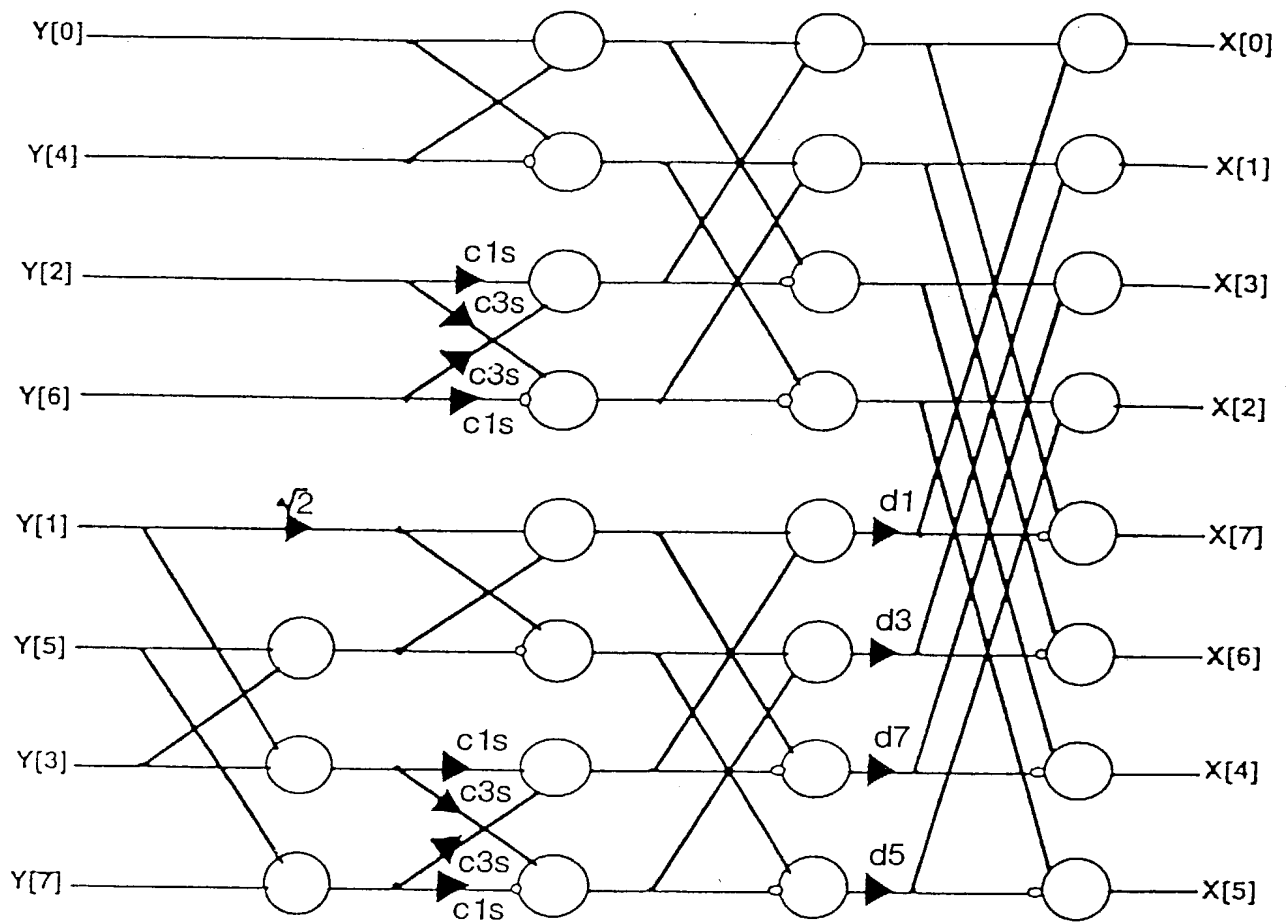 Y[0] X[0]
Y[4] X[1]
Y[2] c1s X[3]
c3s
Y[6] c3s X[2]
c1s
Y[1] √2 d1 X[7]
Y[5] d3 X[6]
Y[3] c1s d7 X[4]
c3s
Y[7] c3s d5 X[5]
c1s